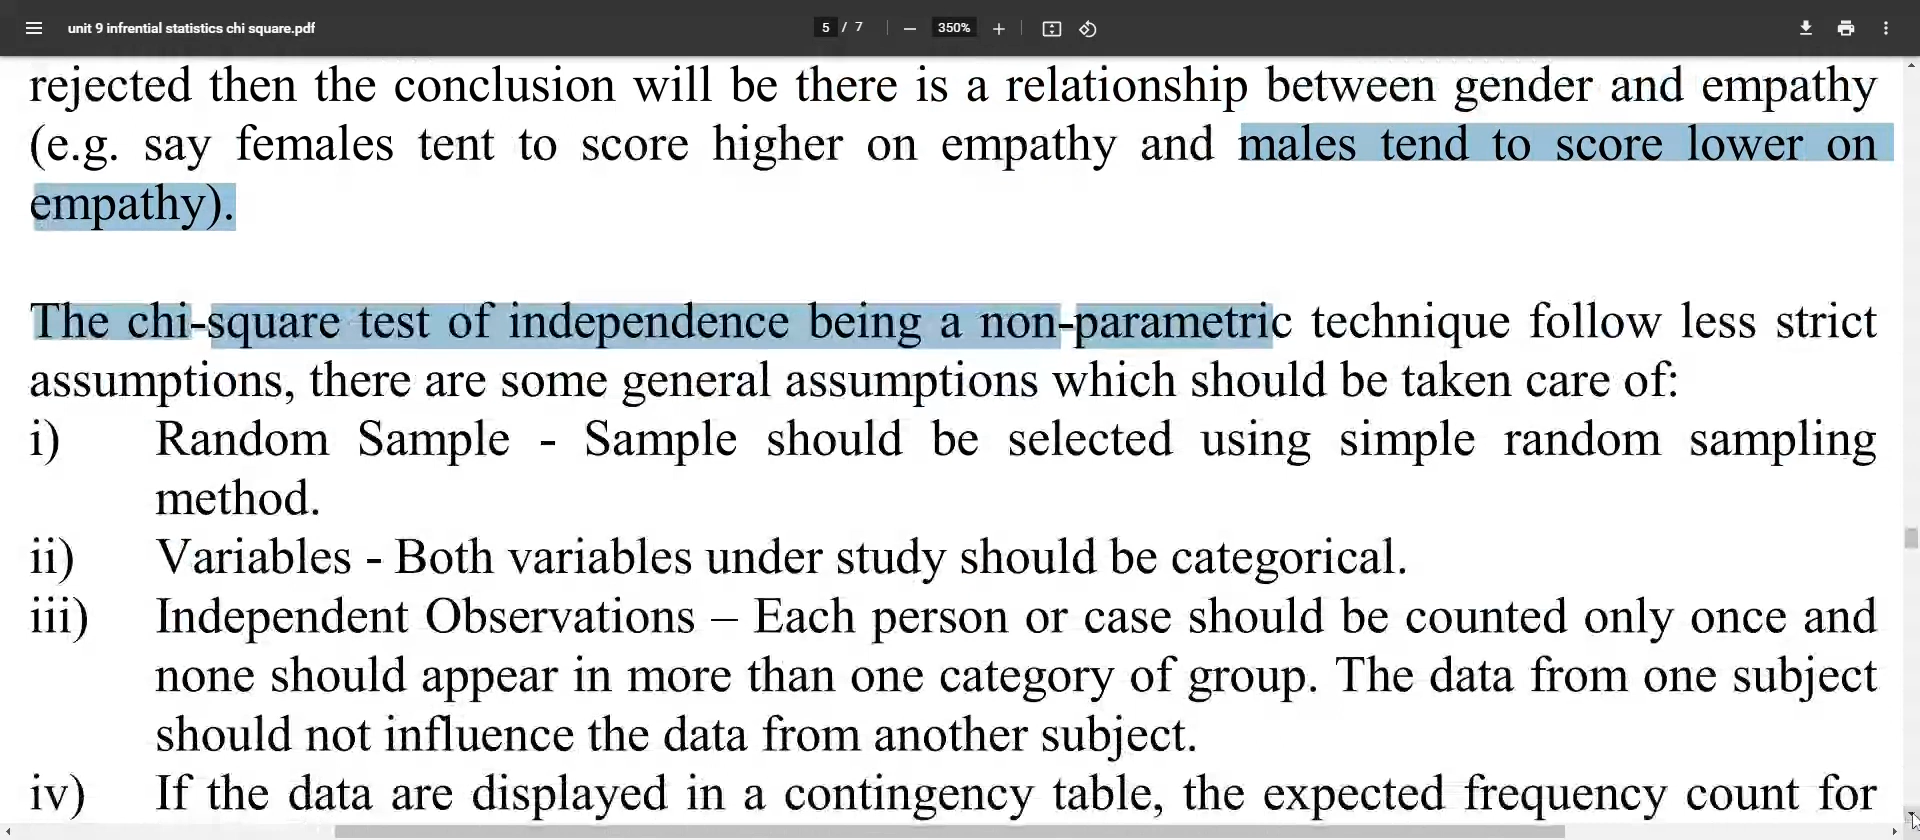 unit 9 infrential statistics chi square.pdf
5 / 7
350%
rejected then the conclusion will be there is a relationship between gender and empathy
(e.g. say females tent to score higher on empathy and males tend to score lower on
empathy).
The chi-square test of independence being a non-parametric technique follow less strict
assumptions, there are some general assumptions which should be taken care of:
i) Random Sample - Sample should be selected using simple random sampling
method.
ii) Variables - Both variables under study should be categorical.
iii) Independent Observations – Each person or case should be counted only once and
none should appear in more than one category of group. The data from one subject
should not influence the data from another subject.
iv) If the data are displayed in a contingency table, the expected frequency count for